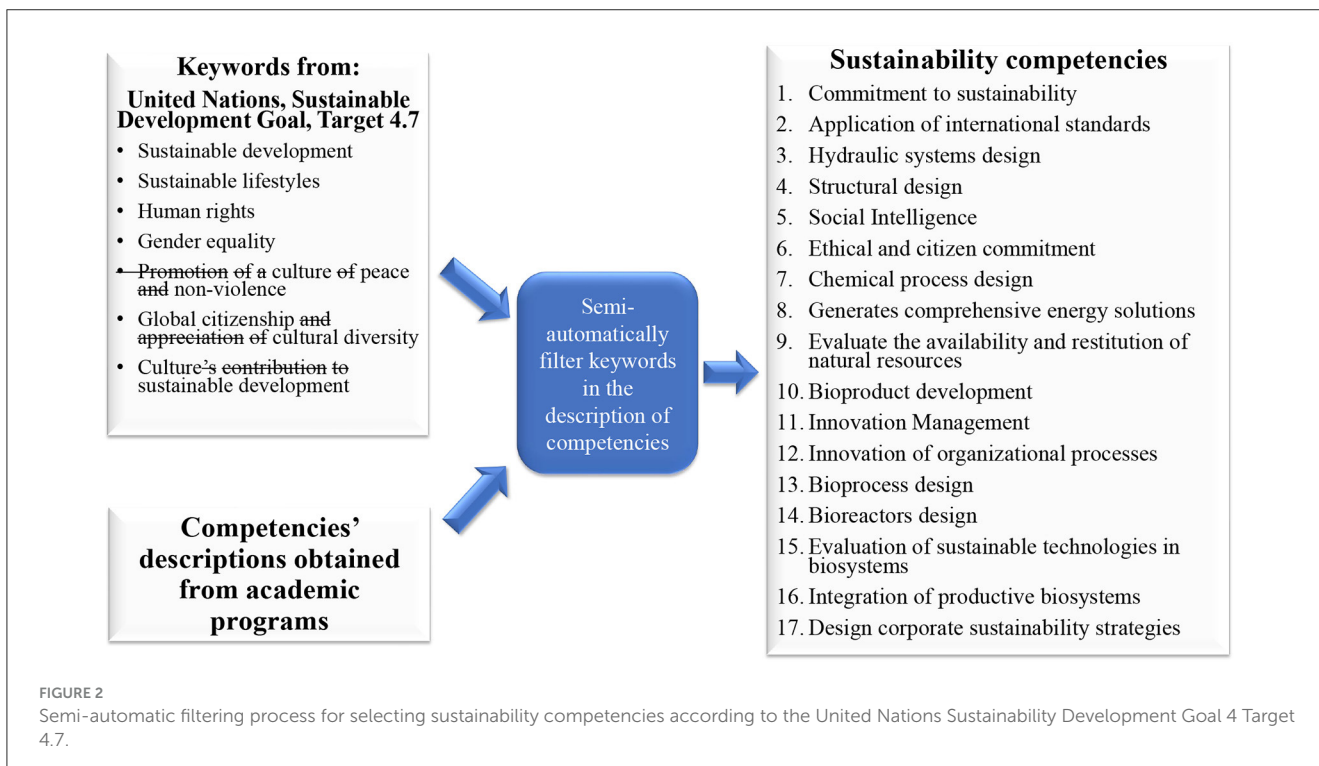 Keywords from:
United Nations, Sustainable
Development Goal, Target 4.7
• Sustainable development
• Sustainable lifestyles
• Human rights
• Gender equality
• Promotion of a culture of peace
and non-violence
• Global citizenship and
appreciation of cultural diversity
• Culture's contribution to
sustainable development
Competencies'
descriptions obtained
from academic
programs
Semi-
automatically
filter keywords
in the
description of
competencies
Sustainability competencies
1. Commitment to sustainability
2. Application of international standards
3. Hydraulic systems design
4. Structural design
5. Social Intelligence
6. Ethical and citizen commitment
7. Chemical process design
8. Generates comprehensive energy solutions
9. Evaluate the availability and restitution of
natural resources
10. Bioproduct development
11. Innovation Management
12. Innovation of organizational processes
13. Bioprocess design
14. Bioreactors design
15. Evaluation of sustainable technologies in
biosystems
16. Integration of productive biosystems
17. Design corporate sustainability strategies
FIGURE 2
Semi-automatic filtering process for selecting sustainability competencies according to the United Nations Sustainability Development Goal 4 Target
4.7.